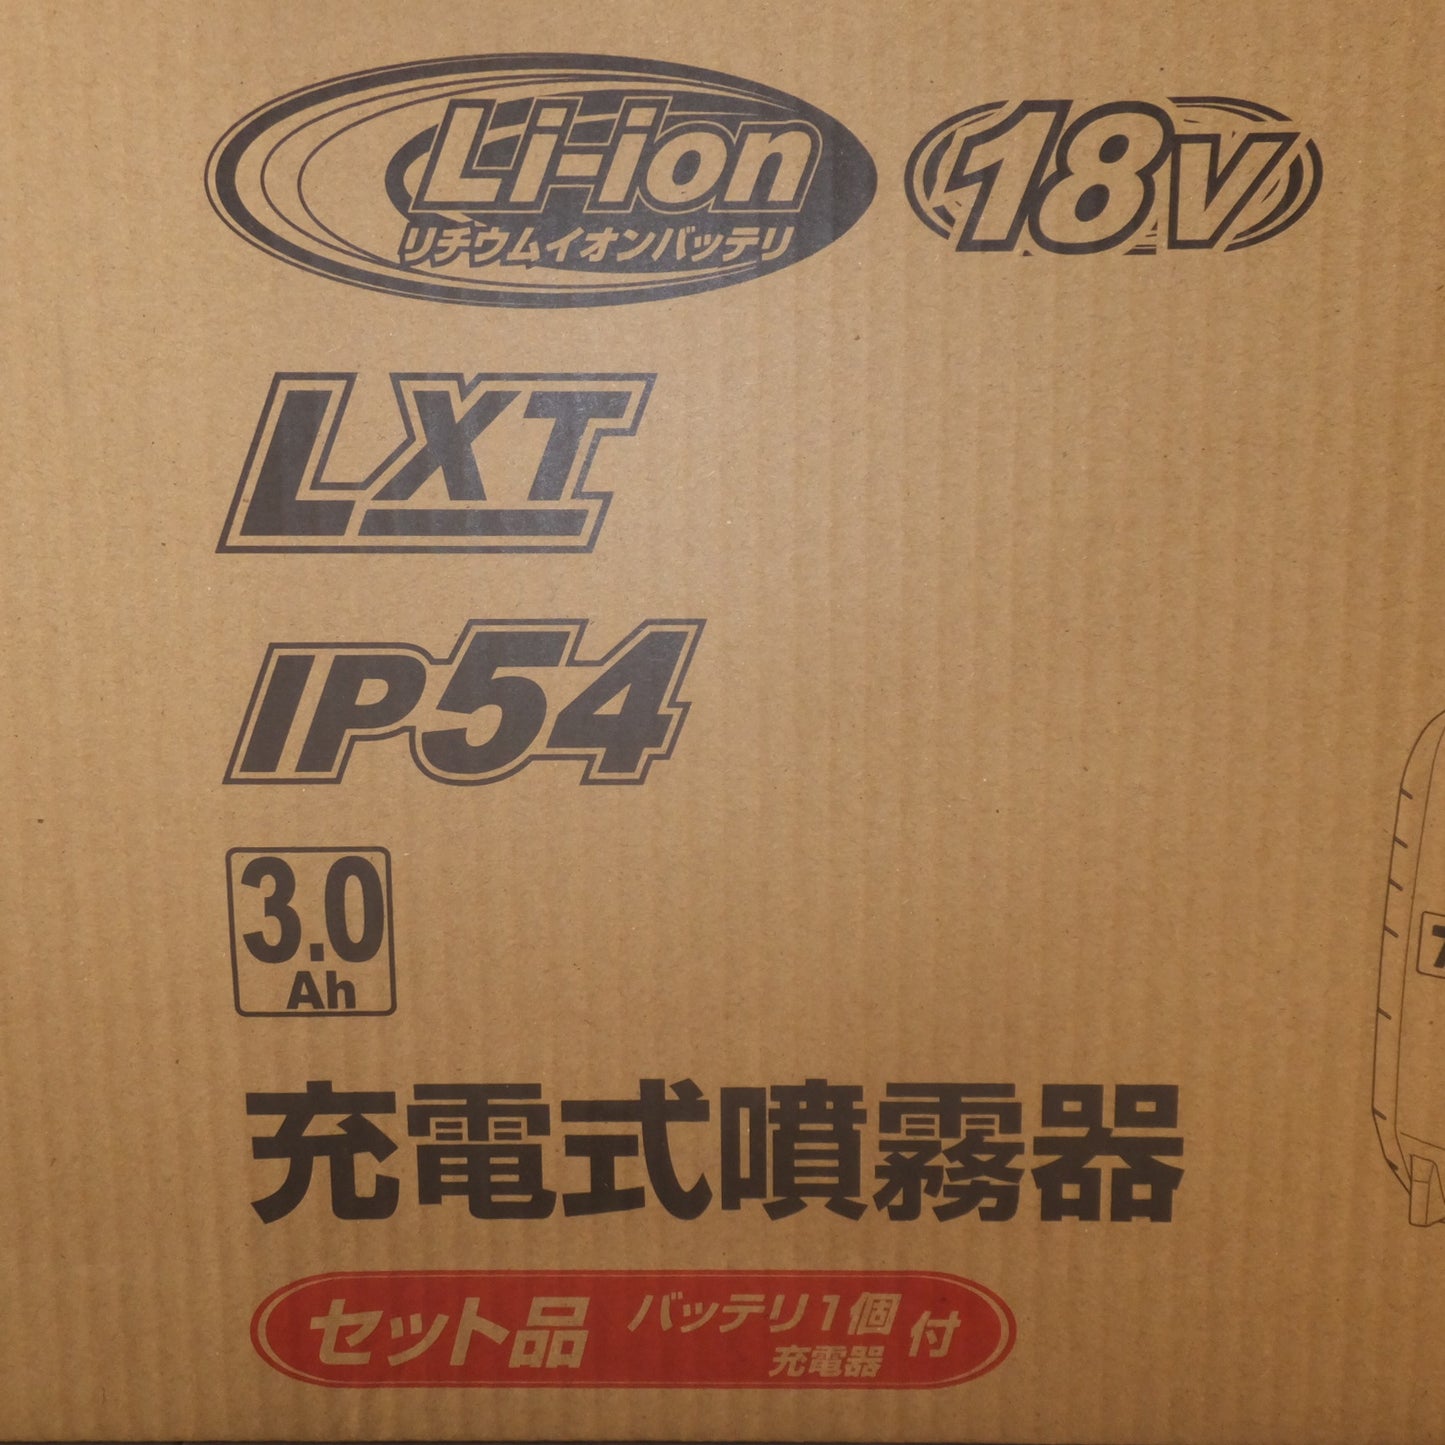 Li-ion
リチウムイオンバッテリ
18V
LXT
IP54
3.0
Ah
充電式噴霧器
セット品 バッテリ1個 付
充電器